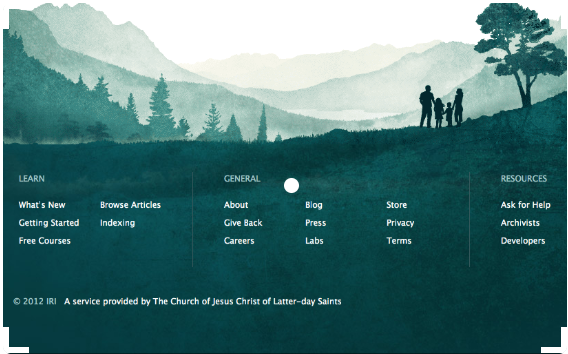 LEARN
What's New
Getting Started
Free Courses
Browse Articles
Indexing
GENERAL
About
Give Back
Careers
Blog
Press
Labs
Store
Privacy
Terms
RESOURCES
Ask for Help
Archivists
Developers
© 2012 IRI A service provided by The Church of Jesus Christ of Latter-day Saints